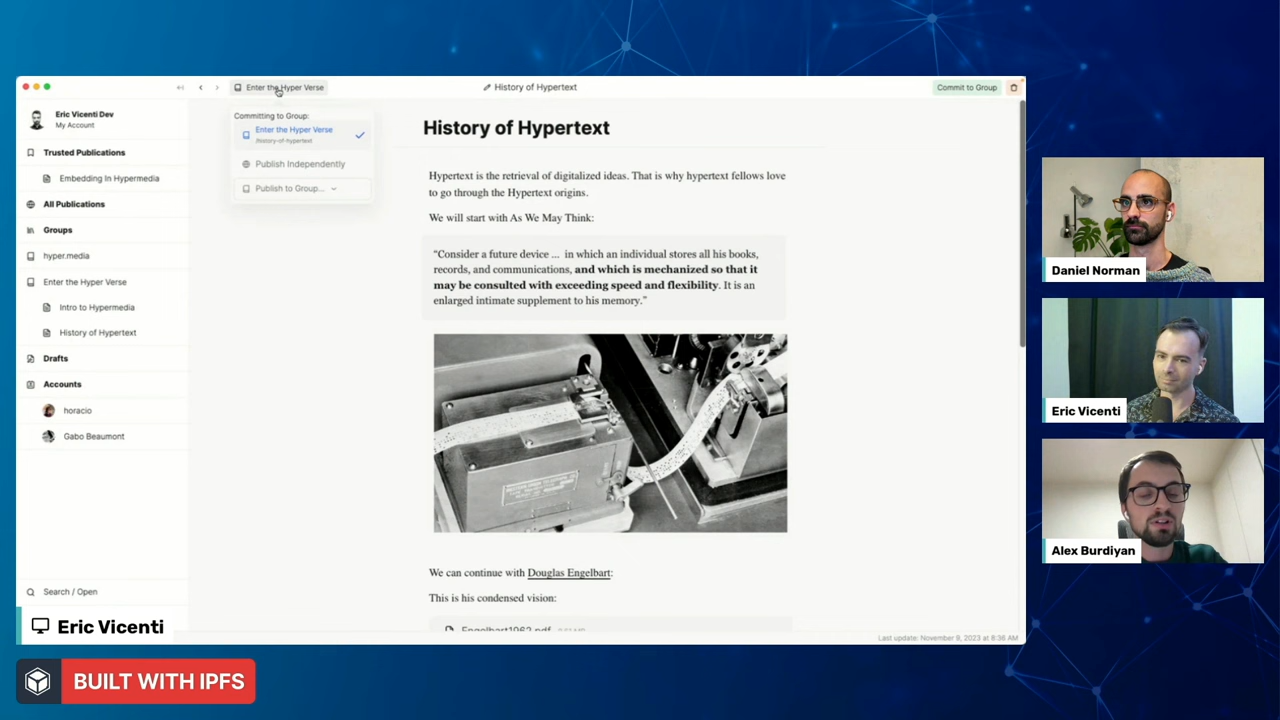 Enter the Hyper Verse
History of Hypertext
Commit to Group
Eric Vicenti Dev
My Account
Trusted Publications
Embedding In Hypermedia
All Publications
Groups
hyper.media
Enter the Hyper Verse
Intro to Hypermedia
History of Hypertext
Drafts
Accounts
horacio
Gabo Beaumont
Search / Open
Committing to Group:
Enter the Hyper Verse
/history-of-hypertext
Publish Independently
Publish to Group...
History of Hypertext
Hypertext is the retrieval of digitalized ideas. That is why hypertext fellows love
to go through the Hypertext origins.
We will start with As We May Think:
“Consider a future device ... in which an individual stores all his books,
records, and communications, and which is mechanized so that it
may be consulted with exceeding speed and flexibility. It is an
enlarged intimate supplement to his memory.”
We can continue with Douglas Engelbart:
This is his condensed vision:
Engelbart1962.pdf
Last update: November 9, 2023 at 8:36 AM
Daniel Norman
Eric Vicenti
Alex Burdiyan
Eric Vicenti
BUILT WITH IPFS